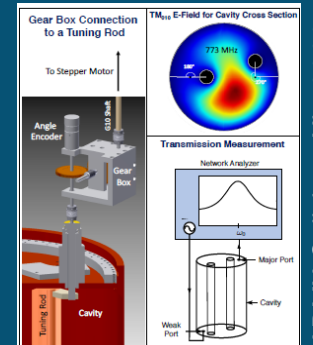 Gear Box Connection
to a Tuning Rod
To Stepper Motor
G10 Shaft
Angle
Encoder
Gear
Box
Tuning Rod
Cavity
TM010 E-Field for Cavity Cross Section
773 MHz
180°
Transmission Measurement
Network Analyzer
Major Port
Cavity
Weak
Port